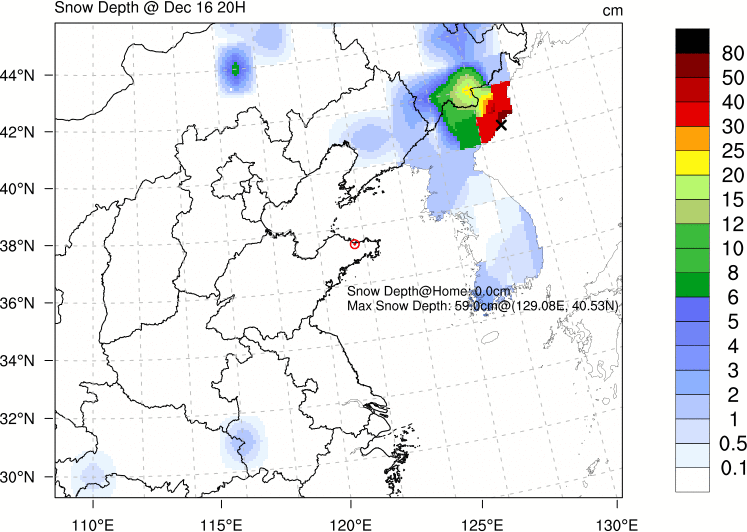 Snow Depth @ Dec 16 20H
cm
80
50
40
30
25
20
15
12
10
8
6
5
4
3
2
1
0.5
0.1
44°N
42°N
40°N
38°N
36°N
34°N
32°N
30°N
Snow Depth@Home: 0.0cm
Max Snow Depth: 59.0cm@(129.08E, 40.53N)
110°E
115°E
120°E
125°E
130°E